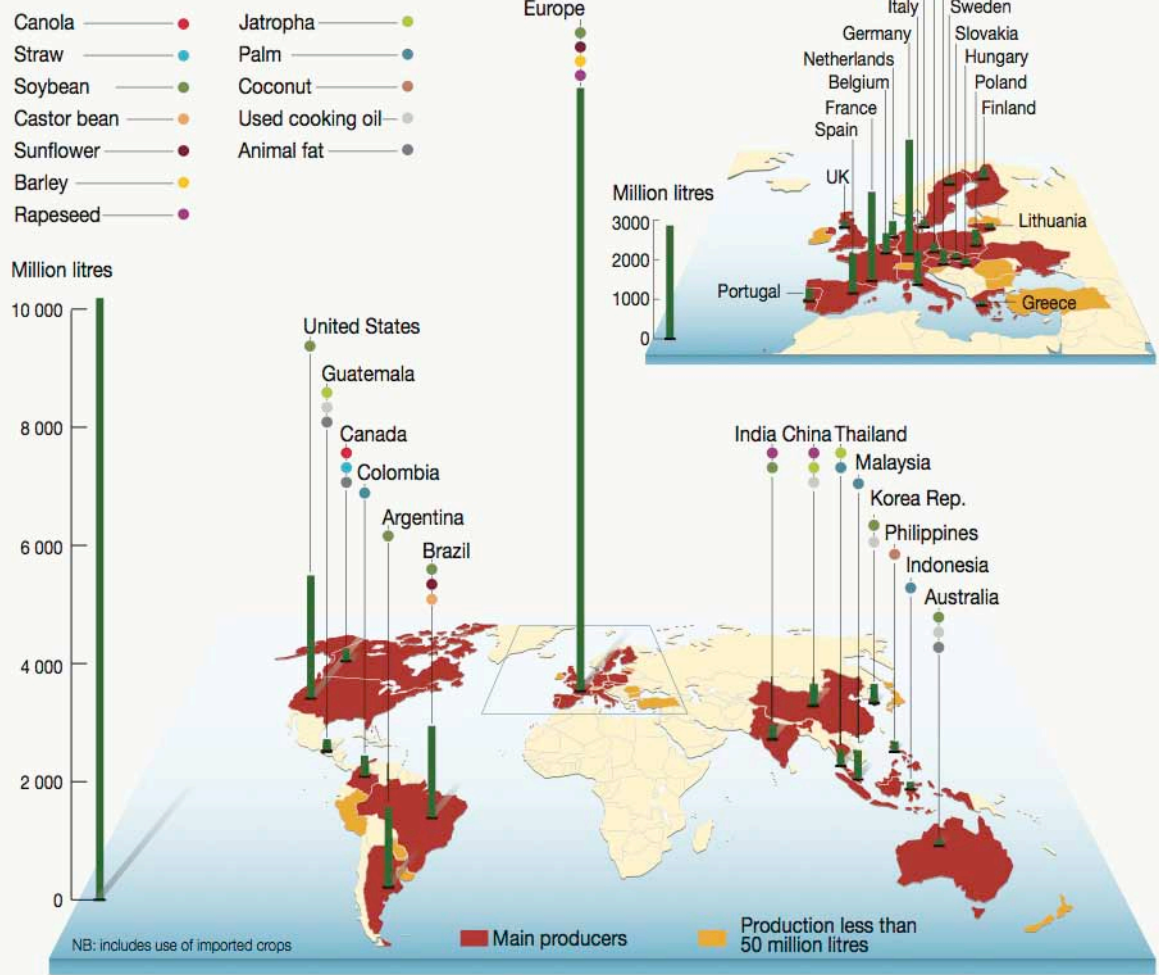 Canola
Straw
Soybean
Castor bean
Sunflower
Barley
Rapeseed
Jatropha
Palm
Coconut
Used cooking oil
Animal fat
Million litres
10 000
8 000
6 000
4 000
2 000
0
United States
Guatemala
Canada
Colombia
Argentina
Brazil
Europe
Million litres
3000
2000
1000
0
Italy
Sweden
Germany
Slovakia
Netherlands
Hungary
Belgium
Poland
France
Finland
Spain
UK
Lithuania
Portugal
Greece
India
China
Thailand
Malaysia
Korea Rep.
Philippines
Indonesia
Australia
NB: includes use of imported crops
Main producers
Production less than
50 million litres